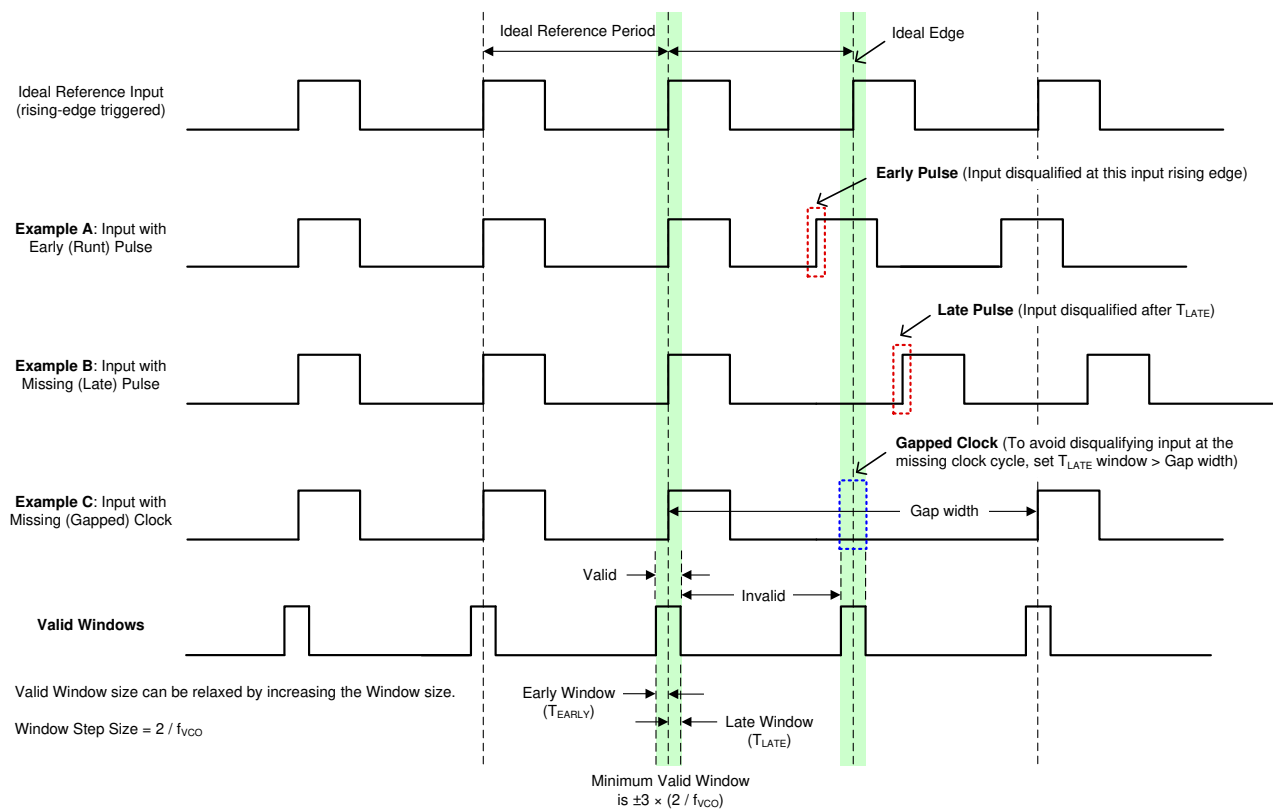 Ideal Reference Period
Ideal Edge
Ideal Reference Input
(rising-edge triggered)
Early Pulse (Input disqualified at this input rising edge)
Example A: Input with
Early (Runt) Pulse
Late Pulse (Input disqualified after TLATE)
Example B: Input with
Missing (Late) Pulse
Gapped Clock (To avoid disqualifying input at the
missing clock cycle, set TLATE window > Gap width)
Example C: Input with
Missing (Gapped) Clock
Gap width
Valid
Invalid
Valid Windows
Valid Window size can be relaxed by increasing the Window size.
Window Step Size = 2 / fVCO
Early Window
(TEARLY)
Late Window
(TLATE)
Minimum Valid Window
is ±3 × (2 / fVCO)